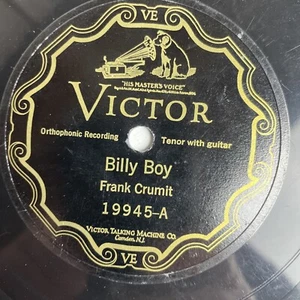 VE
"HIS MASTER'S VOICE"
VICTOR
Orthophonic Recording
Tenor with guitar
Billy Boy
Frank Crumit
19945-A
VICTOR TALKING MACHINE CO.
Camden, N.J.
VE
VE